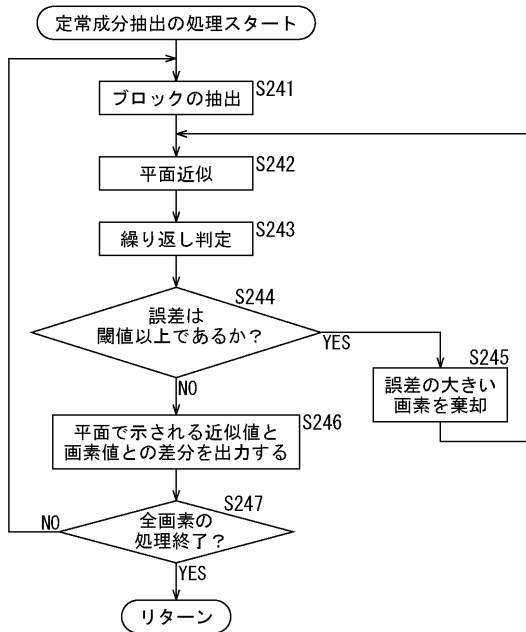 定常成分抽出の処理スタート
S241
ブロックの抽出
S242
平面近似
S243
繰り返し判定
S244
誤差は
閾値以上であるか？
YES
NO
S245
誤差の大きい
画素を棄却
S246
平面で示される近似値と
画素値との差分を出力する
S247
全画素の
処理終了？
NO
YES
リターン